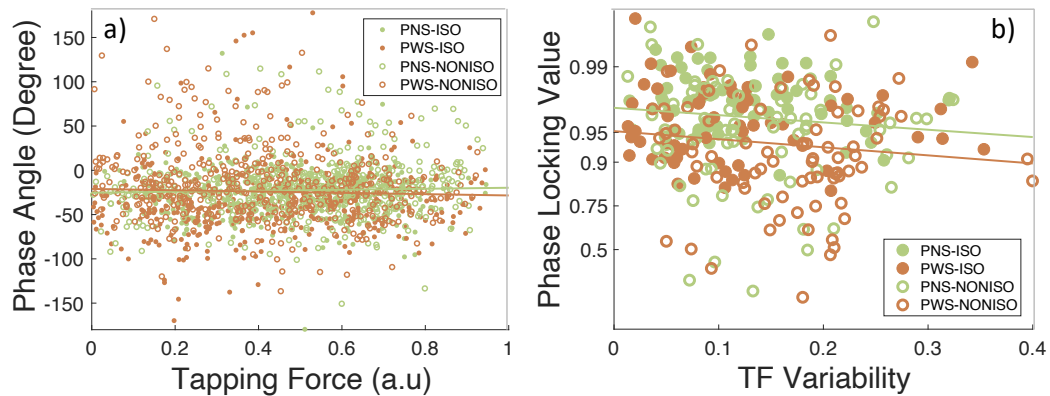 a)
PNS-ISO
PWS-ISO
PNS-NONISO
PWS-NONISO
Phase Angle (Degree)
150
100
50
0
-50
-100
-150
0 0.2 0.4 0.6 0.8 1
Tapping Force (a.u)
b)
Phase Locking Value
0.99
0.95
0.9
0.75
0.5
PNS-ISO
PWS-ISO
PNS-NONISO
PWS-NONISO
0 0.1 0.2 0.3 0.4
TF Variability